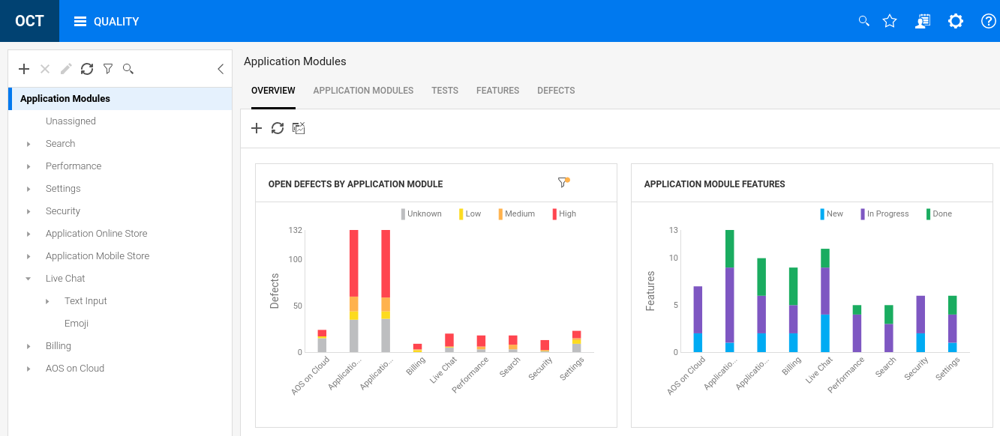 OCT
QUALITY
Application Modules
Unassigned
Search
Performance
Settings
Security
Application Online Store
Application Mobile Store
Live Chat
Text Input
Emoji
Billing
AOS on Cloud
Application Modules
OVERVIEW APPLICATION MODULES TESTS FEATURES DEFECTS
OPEN DEFECTS BY APPLICATION MODULE
Unknown Low Medium High
132
100
50
0
Defects
AOS on Cloud
Applicatio...
Applicatio...
Billing
Live Chat
Performance
Search
Security
Settings
APPLICATION MODULE FEATURES
New In Progress Done
13
10
5
0
Features
AOS on Cloud
Applicatio...
Applicatio...
Billing
Live Chat
Performance
Search
Security
Settings